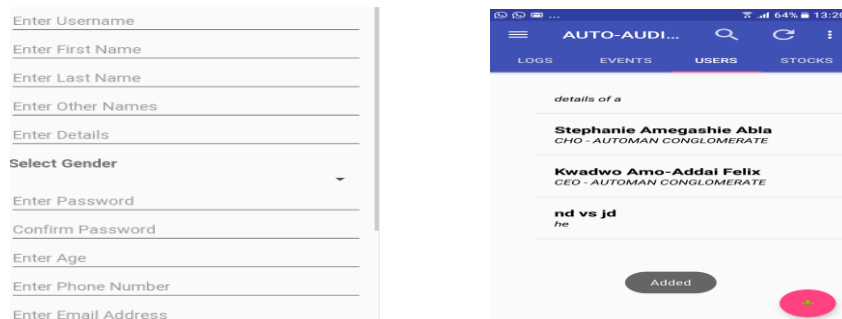 Enter Username
Enter First Name
Enter Last Name
Enter Other Names
Enter Details
Select Gender
Enter Password
Confirm Password
Enter Age
Enter Phone Number
Enter Email Address
... 64% 13:20
AUTO-AUDI...
LOGS EVENTS USERS STOCKS
details of a
Stephanie Amegashie Abla
CHO - AUTOMAN CONGLOMERATE
Kwadwo Amo-Addai Felix
CEO - AUTOMAN CONGLOMERATE
nd vs jd
he
Added